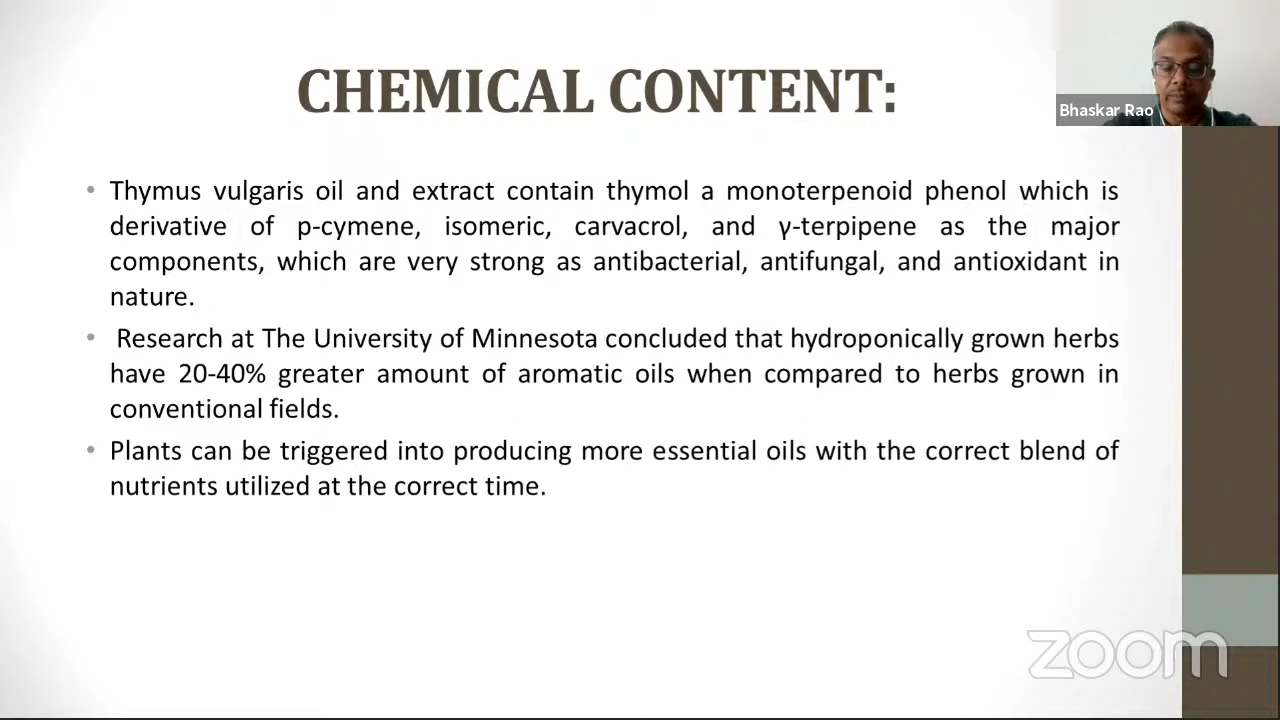 CHEMICAL CONTENT:
Bhaskar Rao
• Thymus vulgaris oil and extract contain thymol a monoterpenoid phenol which is
derivative of p-cymene, isomeric, carvacrol, and γ-terpipene as the major
components, which are very strong as antibacterial, antifungal, and antioxidant in
nature.
• Research at The University of Minnesota concluded that hydroponically grown herbs
have 20-40% greater amount of aromatic oils when compared to herbs grown in
conventional fields.
• Plants can be triggered into producing more essential oils with the correct blend of
nutrients utilized at the correct time.
zoom